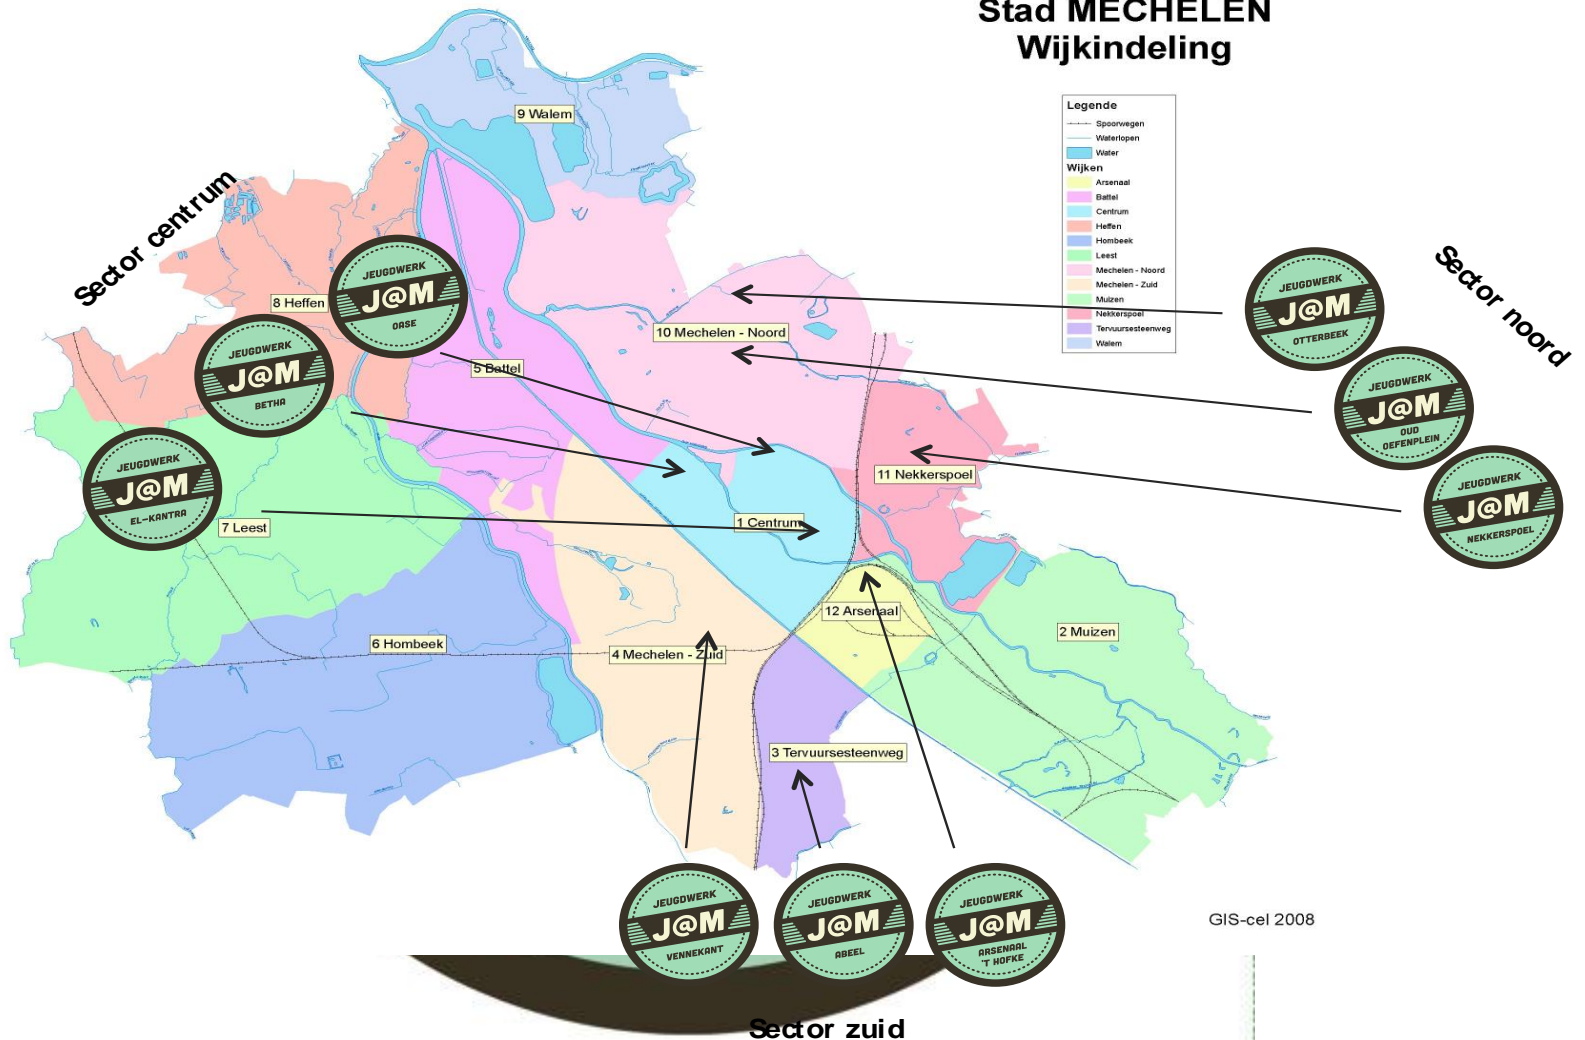 Stad MECHELEN
Wijkindeling
Legende
Spoorwegen
Waterlopen
Water
Wijken
Arsenaal
Battel
Centrum
Heffen
Hombeek
Leest
Mechelen - Noord
Mechelen - Zuid
Muizen
Nekkerspoel
Tervuursesteenweg
Walem
Sector centrum
Sector noord
9 Walem
8 Heffen
10 Mechelen - Noord
5 Battel
11 Nekkerspoel
1 Centrum
7 Leest
12 Arsenaal
2 Muizen
6 Hombeek
4 Mechelen - Zuid
3 Tervuursesteenweg
JEUGDWERK
J@M
OASE
JEUGDWERK
J@M
BETHA
JEUGDWERK
J@M
EL-KANTRA
JEUGDWERK
J@M
OTTERBEEK
JEUGDWERK
J@M
OUD
OEFENPLEIN
JEUGDWERK
J@M
NEKKERSPOEL
JEUGDWERK
J@M
VENNEKANT
JEUGDWERK
J@M
ABEEL
JEUGDWERK
J@M
ARSENAAL
'T HOFKE
GIS-cel 2008
Sector zuid